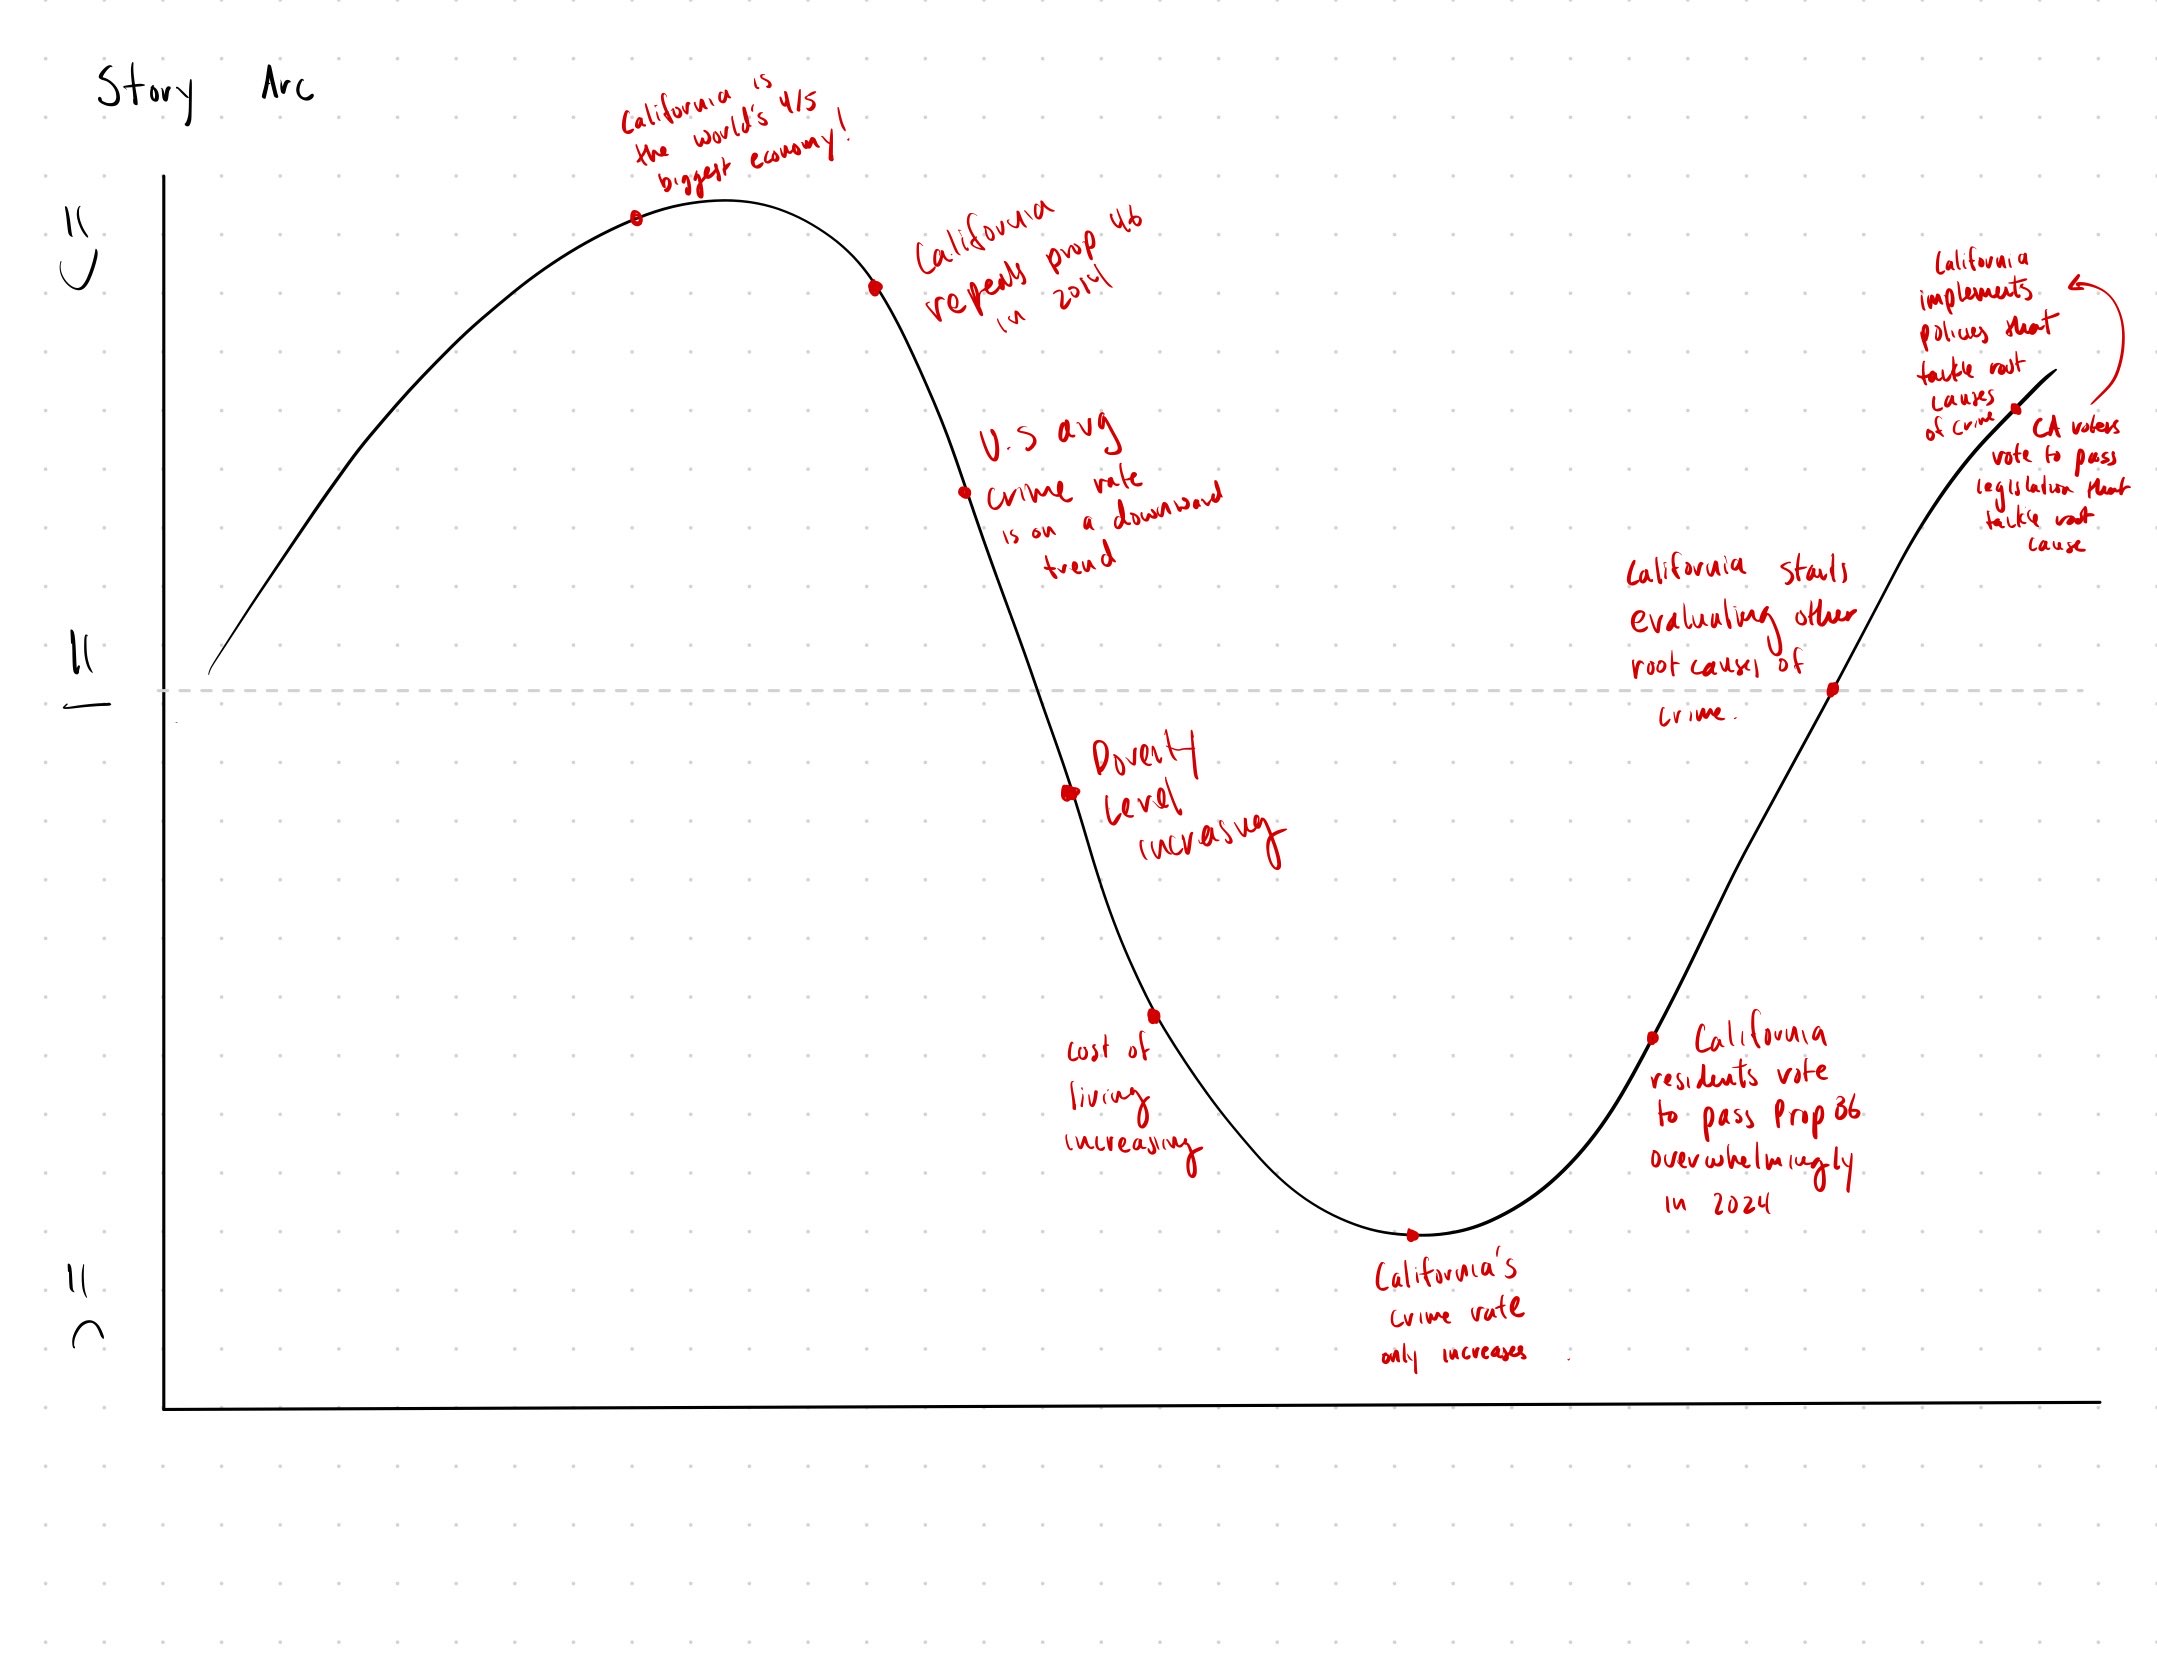 Story Arc
California is
the world's 4/5
biggest economy!
California
repeals prop 46
in 2014
U.S avg
crime rate
is on a downward
trend
Poverty
Level
increasing
cost of
living
increasing
California's
crime rate
only increases
California
residents vote
to pass Prop 36
overwhelmingly
in 2024
California starts
evaluating other
root causes of
crime.
California
implements
policies that
tackle root
causes
of crime
CA voters
vote to pass
legislation that
tackle root
cause